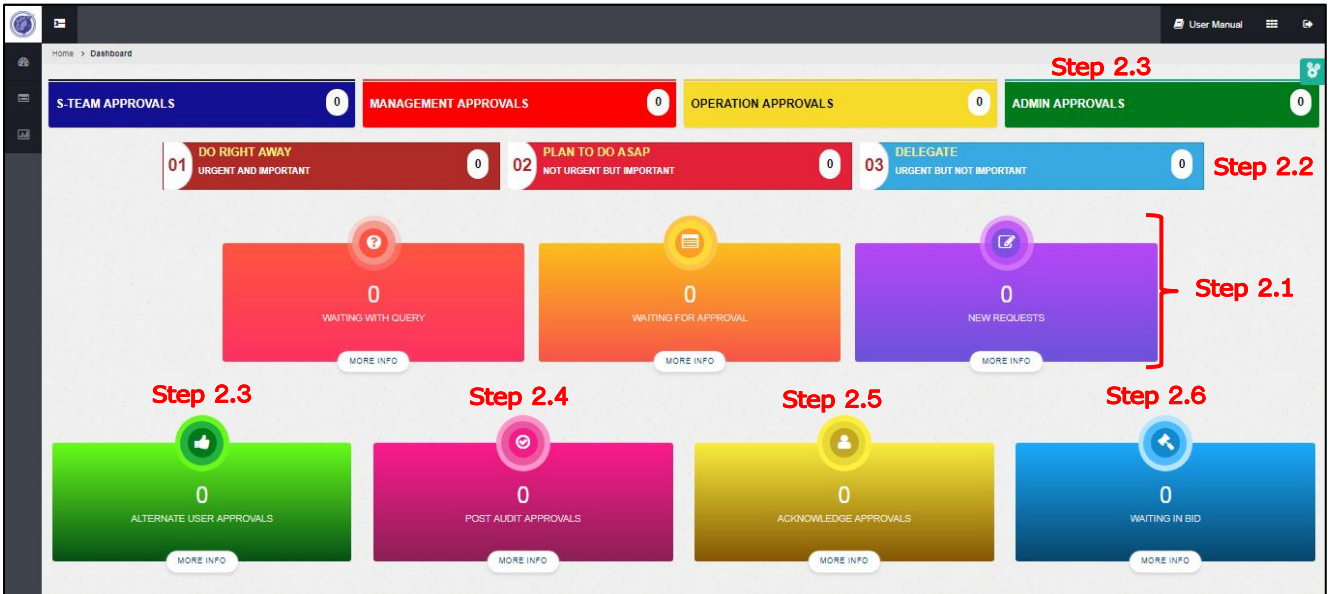 User Manual
Home > Dashboard
Step 2.3
S-TEAM APPROVALS 0 MANAGEMENT APPROVALS 0 OPERATION APPROVALS 0 ADMIN APPROVALS 0
01 DO RIGHT AWAY
URGENT AND IMPORTANT 0
02 PLAN TO DO ASAP
NOT URGENT BUT IMPORTANT 0
03 DELEGATE
URGENT BUT NOT IMPORTANT 0
Step 2.2
0 0 0
WAITING WITH QUERY WAITING FOR APPROVAL NEW REQUESTS
Step 2.1
MORE INFO MORE INFO MORE INFO
Step 2.3 Step 2.4 Step 2.5 Step 2.6
0 0 0 0
ALTERNATE USER APPROVALS POST AUDIT APPROVALS ACKNOWLEDGE APPROVALS WAITING IN BID
MORE INFO MORE INFO MORE INFO MORE INFO